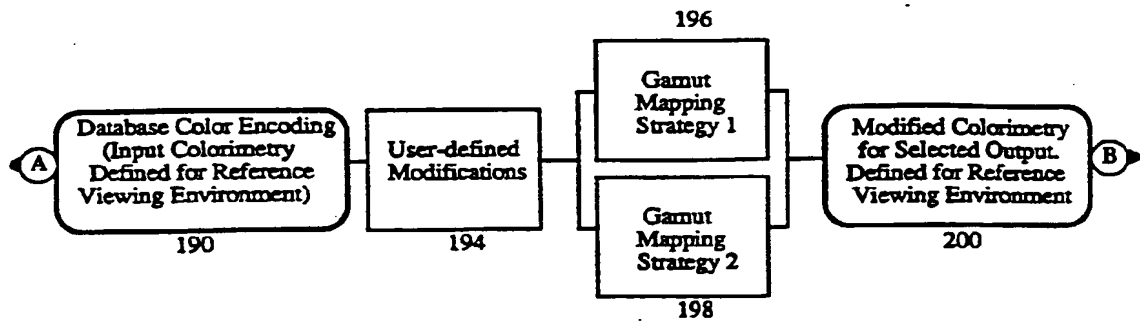 196
Gamut
Mapping
Strategy 1
A
Database Color Encoding
(Input Colorimetry
Defined for Reference
Viewing Environment)
190
User-defined
Modifications
194
Gamut
Mapping
Strategy 2
198
Modified Colorimetry
for Selected Output.
Defined for Reference
Viewing Environment
200
B